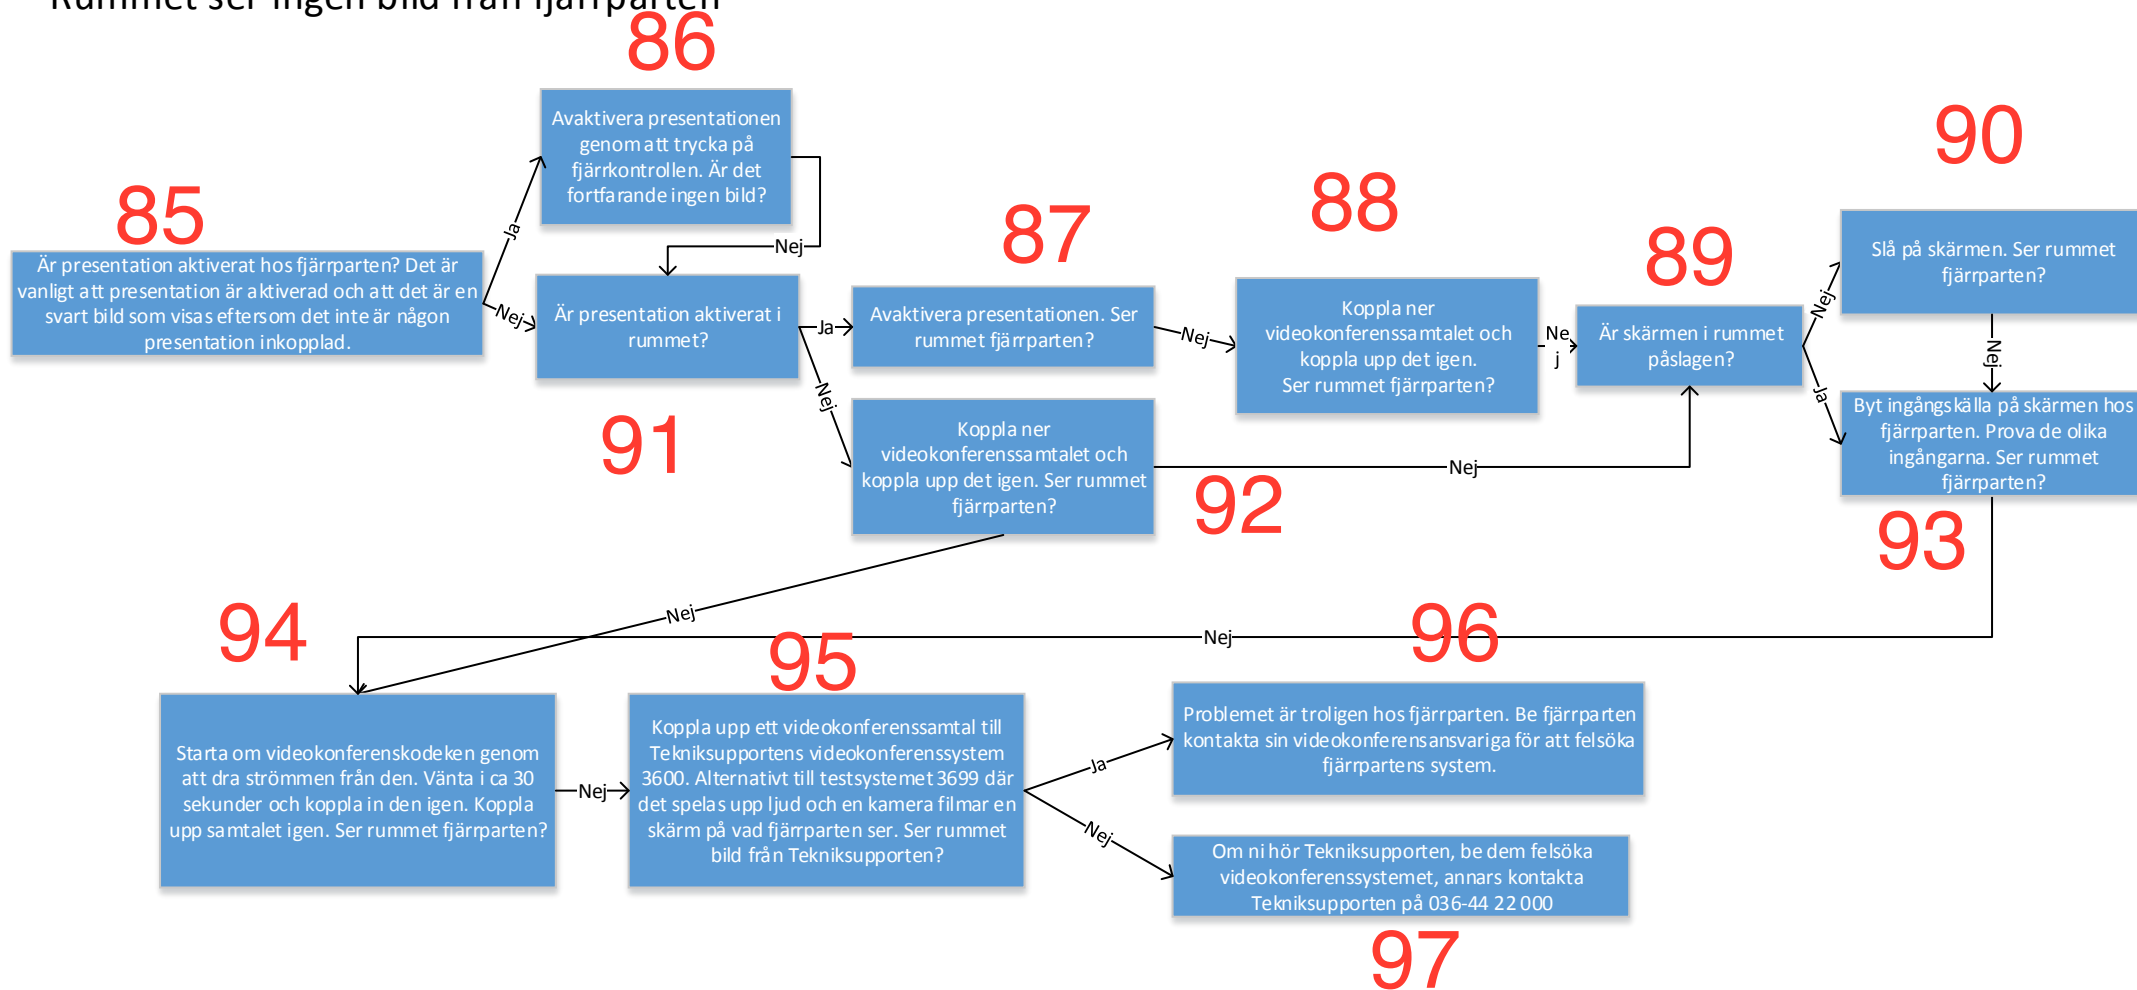 Rummet ser ingen bild från fjärrparten
86
Avaktivera presentationen
genom att trycka på
fjärrkontrollen. Är det
fortfarande ingen bild?
90
85
Är presentation aktiverat hos fjärrparten? Det är
vanligt att presentation är aktiverad och att det är en
svart bild som visas eftersom det inte är någon
presentation inkopplad.
Ja
Nej
Nej
Är presentation aktiverat i
rummet?
91
Ja
Nej
87
Avaktivera presentationen. Ser
rummet fjärrparten?
Nej
88
Koppla ner
videokonferenssamtalet och
koppla upp det igen.
Ser rummet fjärrparten?
Ne
j
89
Är skärmen i rummet
påslagen?
Nej
Ja
Slå på skärmen. Ser rummet
fjärrparten?
Nej
Byt ingångskälla på skärmen hos
fjärrparten. Prova de olika
ingångarna. Ser rummet
fjärrparten?
93
Koppla ner
videokonferenssamtalet och
koppla upp det igen. Ser rummet
fjärrparten?
92
Nej
Nej
Nej
94
Starta om videokonferenskodeken genom
att dra strömmen från den. Vänta i ca 30
sekunder och koppla in den igen. Koppla
upp samtalet igen. Ser rummet fjärrparten?
Nej
95
Koppla upp ett videokonferenssamtal till
Tekniksupportens videokonferenssystem
3600. Alternativt till testsystemet 3699 där
det spelas upp ljud och en kamera filmar en
skärm på vad fjärrparten ser. Ser rummet
bild från Tekniksupporten?
Ja
Nej
96
Problemet är troligen hos fjärrparten. Be fjärrparten
kontakta sin videokonferensansvariga för att felsöka
fjärrpartens system.
Om ni hör Tekniksupporten, be dem felsöka
videokonferenssystemet, annars kontakta
Tekniksupporten på 036-44 22 000
97